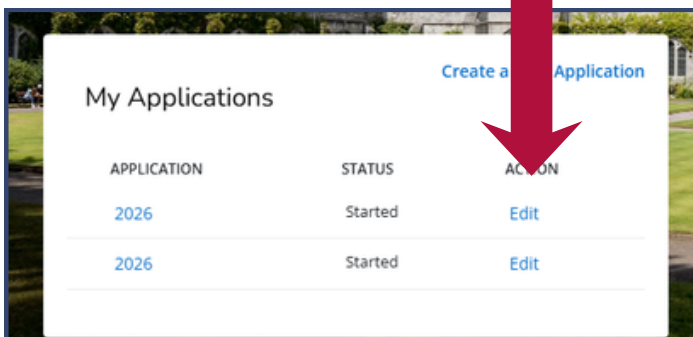 Create a Application
My Applications
APPLICATION STATUS ACTION
2026 Started Edit
2026 Started Edit